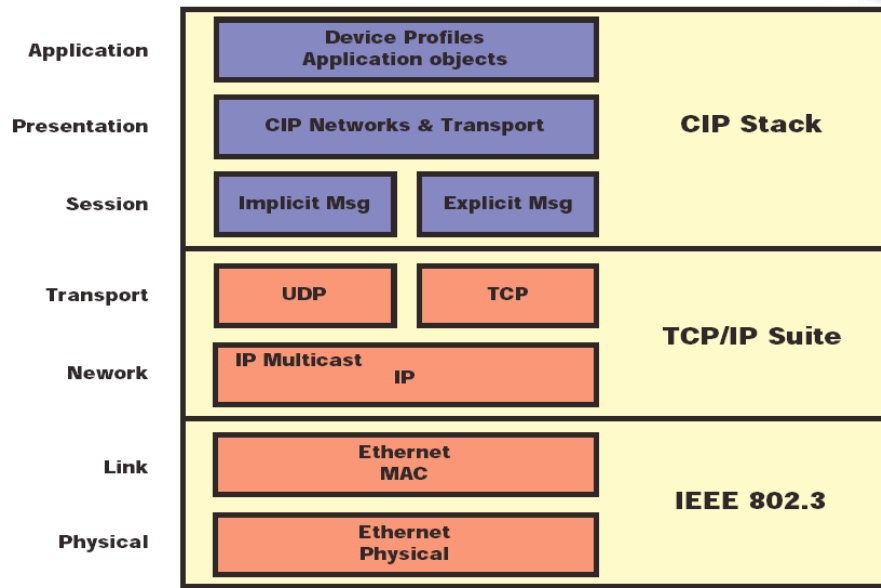 Application
Device Profiles
Application objects
Presentation
CIP Networks & Transport
CIP Stack
Session
Implicit Msg
Explicit Msg
Transport
UDP
TCP
TCP/IP Suite
Nework
IP Multicast
IP
Link
Ethernet
MAC
IEEE 802.3
Physical
Ethernet
Physical